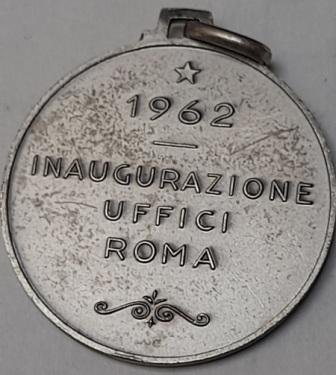 1962
INAUGURAZIONE
UFFICI
ROMA